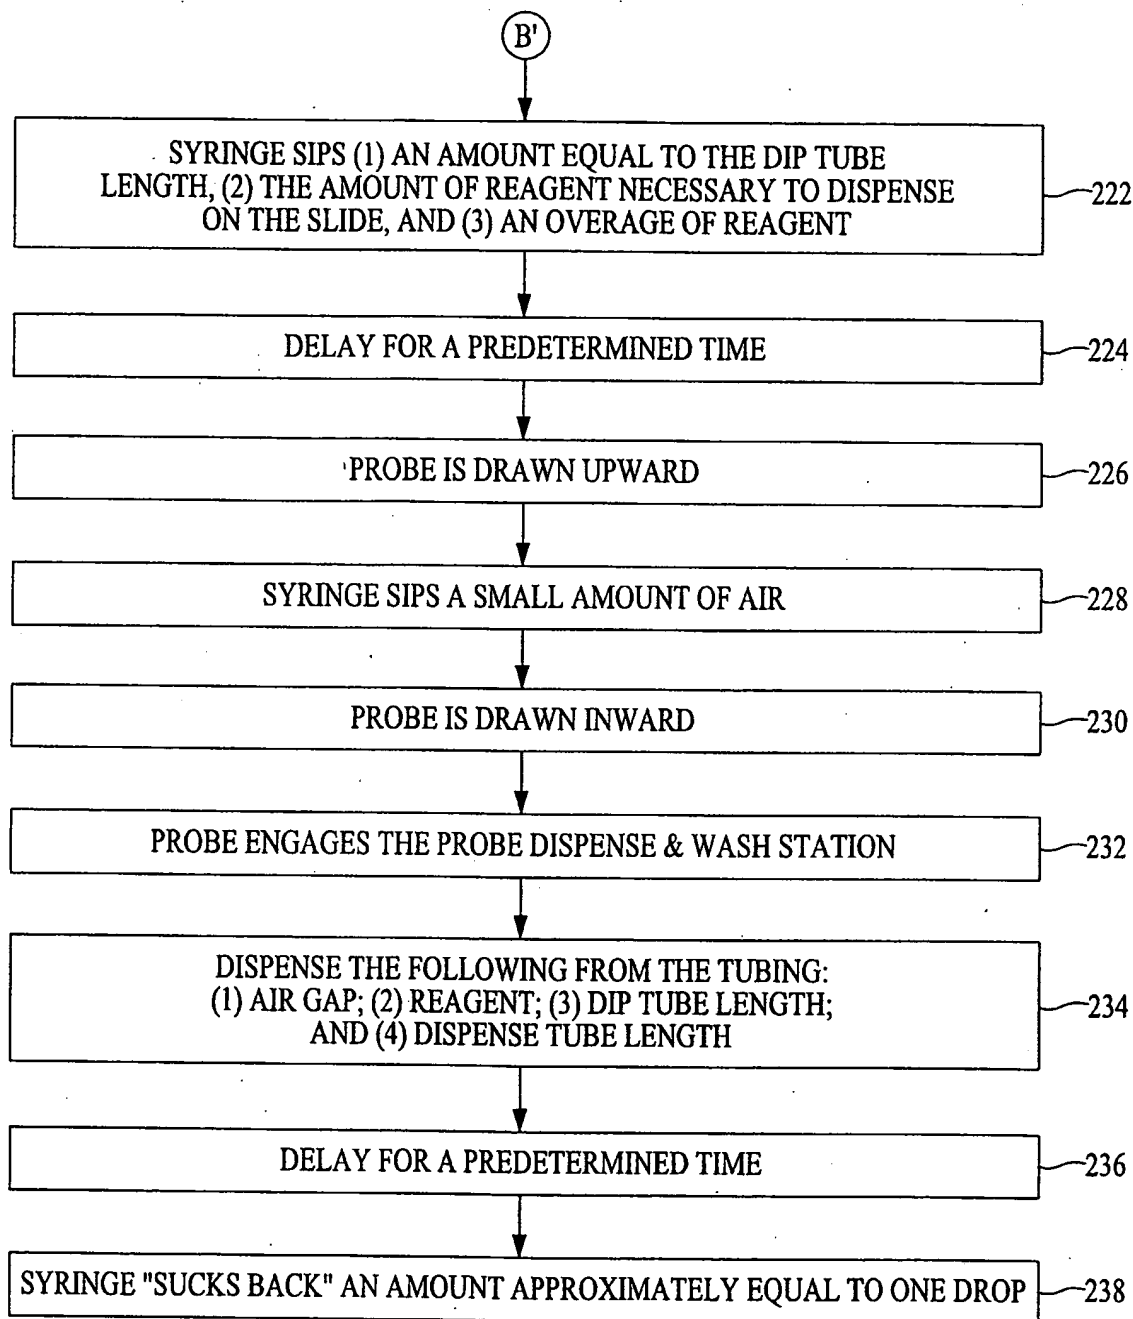 B'
SYRINGE SIPS (1) AN AMOUNT EQUAL TO THE DIP TUBE
LENGTH, (2) THE AMOUNT OF REAGENT NECESSARY TO DISPENSE
ON THE SLIDE, AND (3) AN OVERAGE OF REAGENT
222
DELAY FOR A PREDETERMINED TIME
224
PROBE IS DRAWN UPWARD
226
SYRINGE SIPS A SMALL AMOUNT OF AIR
228
PROBE IS DRAWN INWARD
230
PROBE ENGAGES THE PROBE DISPENSE & WASH STATION
232
DISPENSE THE FOLLOWING FROM THE TUBING:
(1) AIR GAP; (2) REAGENT; (3) DIP TUBE LENGTH;
AND (4) DISPENSE TUBE LENGTH
234
DELAY FOR A PREDETERMINED TIME
236
SYRINGE "SUCKS BACK" AN AMOUNT APPROXIMATELY EQUAL TO ONE DROP
238